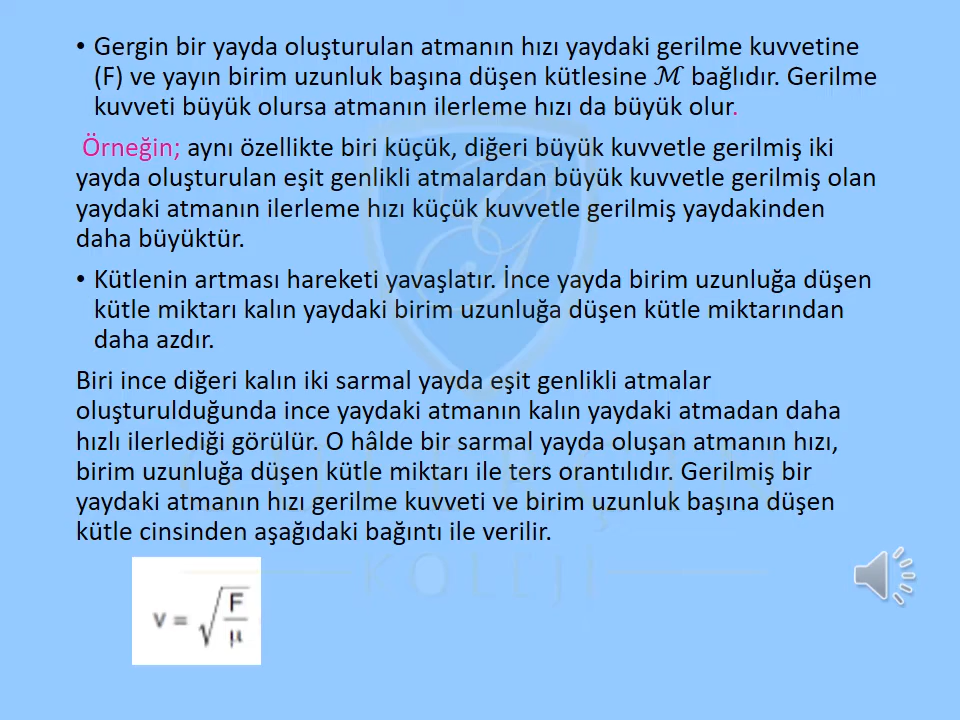 • Gergin bir yayda oluşturulan atmanın hızı yaydaki gerilme kuvvetine
(F) ve yayın birim uzunluk başına düşen kütlesine ℳ bağlıdır. Gerilme
kuvveti büyük olursa atmanın ilerleme hızı da büyük olur.
Örneğin; aynı özellikte biri küçük, diğeri büyük kuvvetle gerilmiş iki
yayda oluşturulan eşit genlikli atmalardan büyük kuvvetle gerilmiş olan
yaydaki atmanın ilerleme hızı küçük kuvvetle gerilmiş yaydakinden
daha büyüktür.
• Kütlenin artması hareketi yavaşlatır. İnce yayda birim uzunluğa düşen
kütle miktarı kalın yaydaki birim uzunluğa düşen kütle miktarından
daha azdır.
Biri ince diğeri kalın iki sarmal yayda eşit genlikli atmalar
oluşturulduğunda ince yaydaki atmanın kalın yaydaki atmadan daha
hızlı ilerlediği görülür. O hâlde bir sarmal yayda oluşan atmanın hızı,
birim uzunluğa düşen kütle miktarı ile ters orantılıdır. Gerilmiş bir
yaydaki atmanın hızı gerilme kuvveti ve birim uzunluk başına düşen
kütle cinsinden aşağıdaki bağıntı ile verilir.
KOLEJİ
v = √(F/μ)